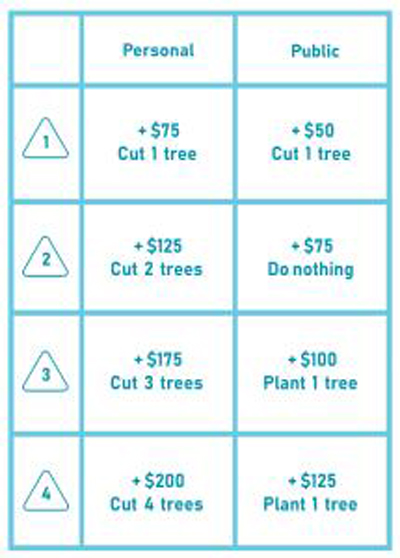 Personal
Public
1
+ $75
Cut 1 tree
+ $50
Cut 1 tree
2
+ $125
Cut 2 trees
+ $75
Do nothing
3
+ $175
Cut 3 trees
+ $100
Plant 1 tree
4
+ $200
Cut 4 trees
+ $125
Plant 1 tree